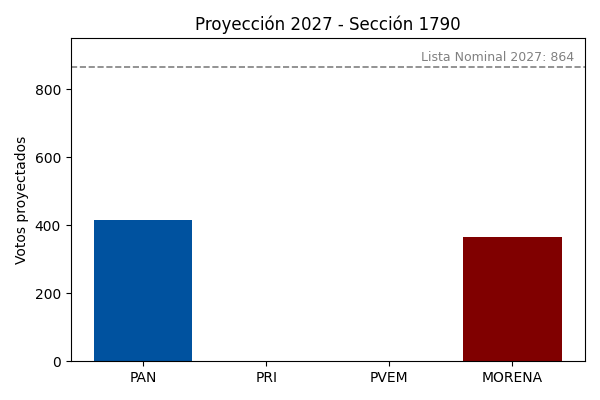 Proyección 2027 - Sección 1790
Lista Nominal 2027: 864
Votos proyectados
800
600
400
200
0
PAN PRI PVEM MORENA